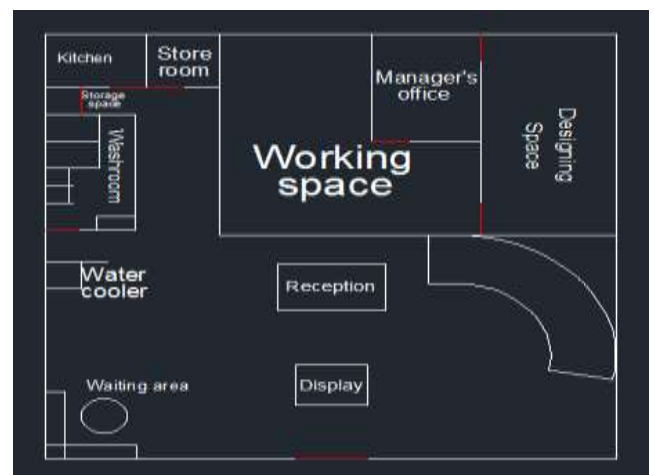 Kitchen
Store
room
Manager's
office
Designing
Space
Storage
space
Washroom
Working
space
Water
cooler
Reception
Waiting area
Display